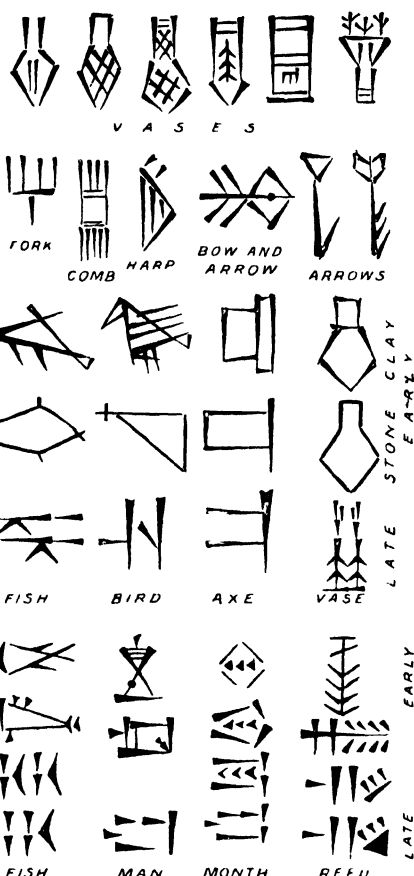 VASES
FORK
COMB
HARP
BOW AND
ARROW
ARROWS
CLAY
STONE
EARLY
LATE
FISH
BIRD
AXE
VASE
EARLY
LATE
FISH
MAN
MONTH
REED